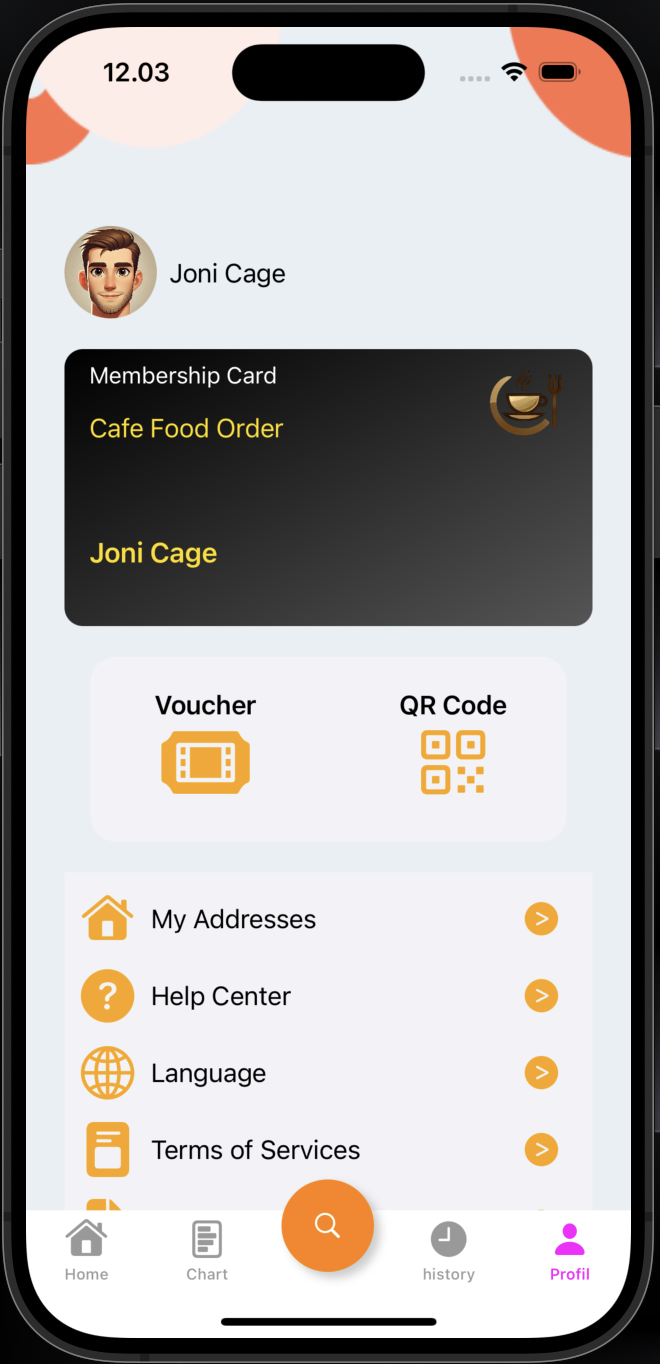 12.03
Joni Cage
Membership Card
Cafe Food Order
Joni Cage
Voucher QR Code
My Addresses >
? Help Center >
Language >
Terms of Services >
Home Chart history Profil